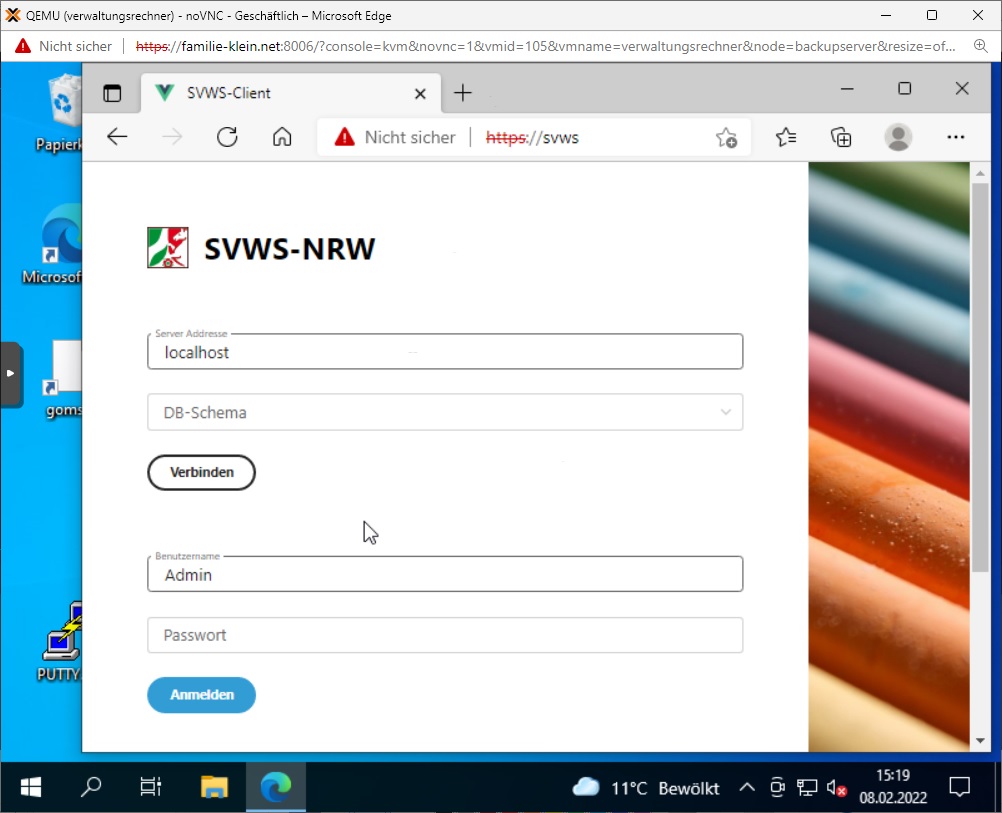 QEMU (verwaltungsrechner) - noVNC - Geschäftlich – Microsoft Edge
Nicht sicher | https://familie-klein.net:8006/?console=kvm&novnc=1&vmid=105&vmname=verwaltungsrechner&node=backupserver&resize=of...
SVWS-Client
Nicht sicher | https://svws
Papierk
Microsof
goms
PUTTY
SVWS-NRW
Server Addresse
localhost
DB-Schema
Verbinden
Benutzername
Admin
Passwort
Anmelden
11°C Bewölkt
15:19
08.02.2022